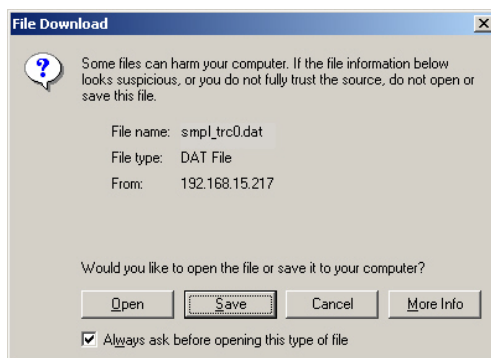 File Download
Some files can harm your computer. If the file information below
looks suspicious, or you do not fully trust the source, do not open or
save this file.
File name: smpl_trc0.dat
File type: DAT File
From: 192.168.15.217
Would you like to open the file or save it to your computer?
Open Save Cancel More Info
Always ask before opening this type of file